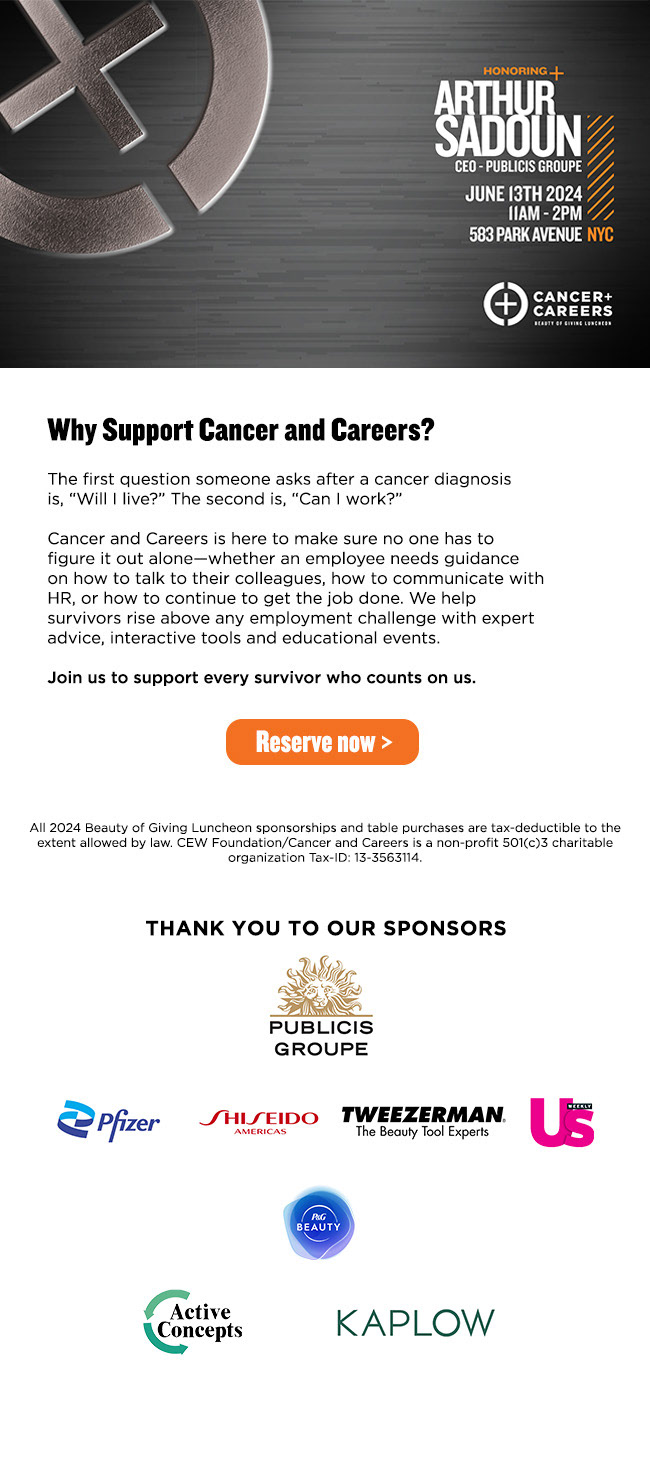 HONORING+
ARTHUR
SADOUN
CEO - PUBLICIS GROUPE
JUNE 13TH 2024
11AM - 2PM
583 PARK AVENUE NYC
CANCER+
CAREERS
BEAUTY OF GIVING LUNCHEON
Why Support Cancer and Careers?
The first question someone asks after a cancer diagnosis
is, “Will I live?” The second is, “Can I work?”
Cancer and Careers is here to make sure no one has to
figure it out alone—whether an employee needs guidance
on how to talk to their colleagues, how to communicate with
HR, or how to continue to get the job done. We help
survivors rise above any employment challenge with expert
advice, interactive tools and educational events.
Join us to support every survivor who counts on us.
Reserve now >
All 2024 Beauty of Giving Luncheon sponsorships and table purchases are tax-deductible to the
extent allowed by law. CEW Foundation/Cancer and Careers is a non-profit 501(c)3 charitable
organization Tax-ID: 13-3563114.
THANK YOU TO OUR SPONSORS
PUBLICIS
GROUPE
Pfizer
SHISEIDO
AMERICAS
TWEEZERMAN®
The Beauty Tool Experts
Us
WEEKLY
P&G
BEAUTY
Active
Concepts
KAPLOW